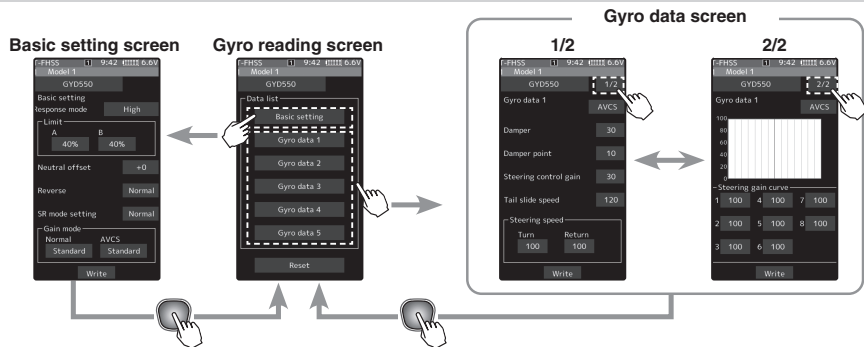 Gyro data screen
Basic setting screen
Gyro reading screen
1/2
2/2
T-FHSS 1 9:42 6.6V
Model 1
GYD550
Basic setting
Response mode High
Limit
A B
40% 40%
Neutral offset +0
Reverse Normal
SR mode setting Normal
Gain mode
Normal AVCS
Standard Standard
Write
T-FHSS 1 9:42 6.6V
Model 1
GYD550
Data list
Basic setting
Gyro data 1
Gyro data 2
Gyro data 3
Gyro data 4
Gyro data 5
Reset
T-FHSS 1 9:42 6.6V
Model 1
GYD550 1/2
Gyro data 1
AVCS
Damper 30
Damper point 10
Steering control gain 30
Tail slide speed 120
Steering speed
Turn Return
100 100
Write
T-FHSS 1 9:42 6.6V
Model 1
GYD550 2/2
Gyro data 1
AVCS
100
80
60
40
20
0
Steering gain curve
1 100 4 100 7 100
2 100 5 100 8 100
3 100 6 100
Write